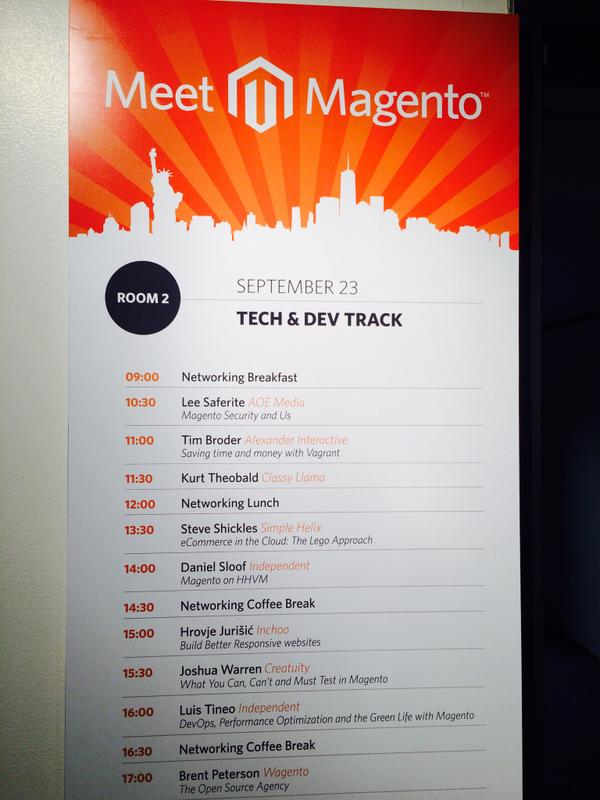 Meet Magento™
ROOM 2
SEPTEMBER 23
TECH & DEV TRACK
09:00 Networking Breakfast
10:30 Lee Saferite AOE Media
Magento Security and Us
11:00 Tim Broder Alexander Interactive
Saving time and money with Vagrant
11:30 Kurt Theobald Classy Llama
12:00 Networking Lunch
13:30 Steve Shickles Simple Helix
eCommerce in the Cloud: The Lego Approach
14:00 Daniel Sloof Independent
Magento on HHVM
14:30 Networking Coffee Break
15:00 Hrovje Jurišić Inchoo
Build Better Responsive websites
15:30 Joshua Warren Creatuity
What You Can, Can't and Must Test in Magento
16:00 Luis Tineo Independent
DevOps, Performance Optimization and the Green Life with Magento
16:30 Networking Coffee Break
17:00 Brent Peterson Wagento
The Open Source Agency